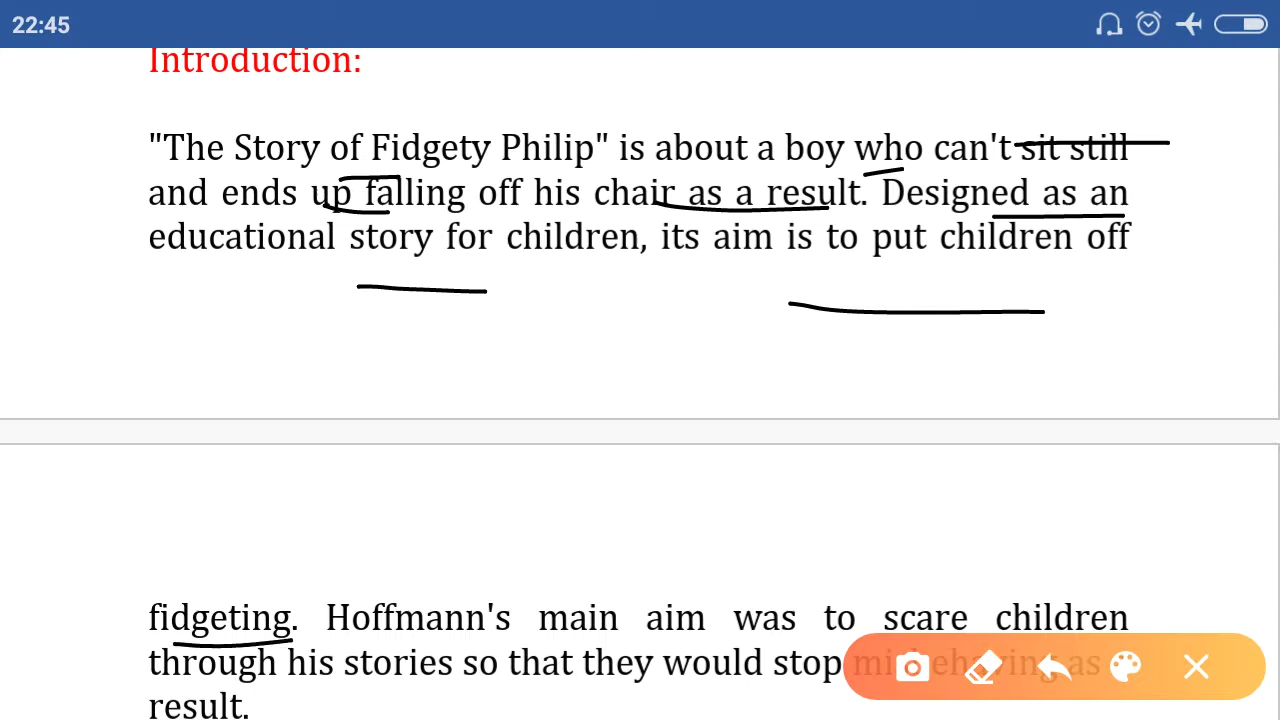 22:45
Introduction:
"The Story of Fidgety Philip" is about a boy who can't sit still
and ends up falling off his chair as a result. Designed as an
educational story for children, its aim is to put children off
fidgeting. Hoffmann's main aim was to scare children
through his stories so that they would stop misbehaving as a
result.